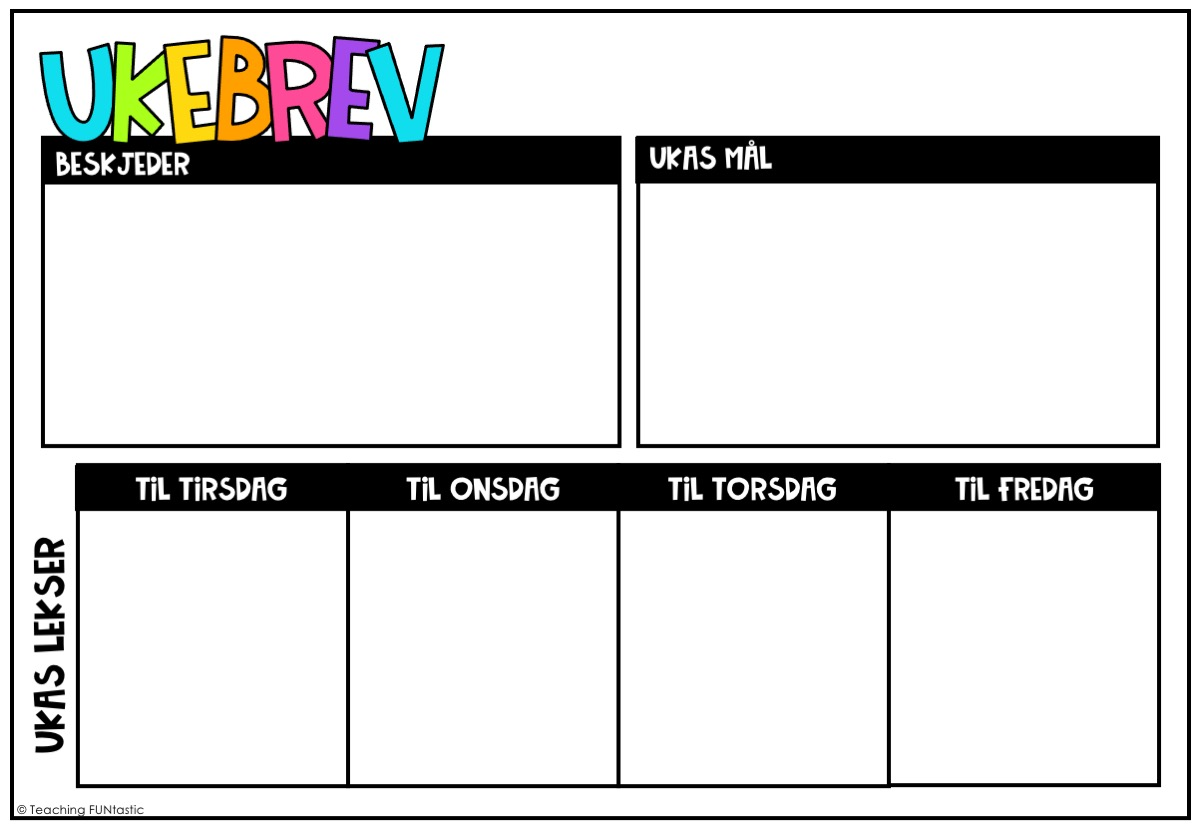 UKEBREV
BESKJEDER
UKAS MÅL
TIL TIRSDAG
TIL ONSDAG
TIL TORSDAG
TIL FREDAG
UKAS LEKSER
© Teaching FUNtastic